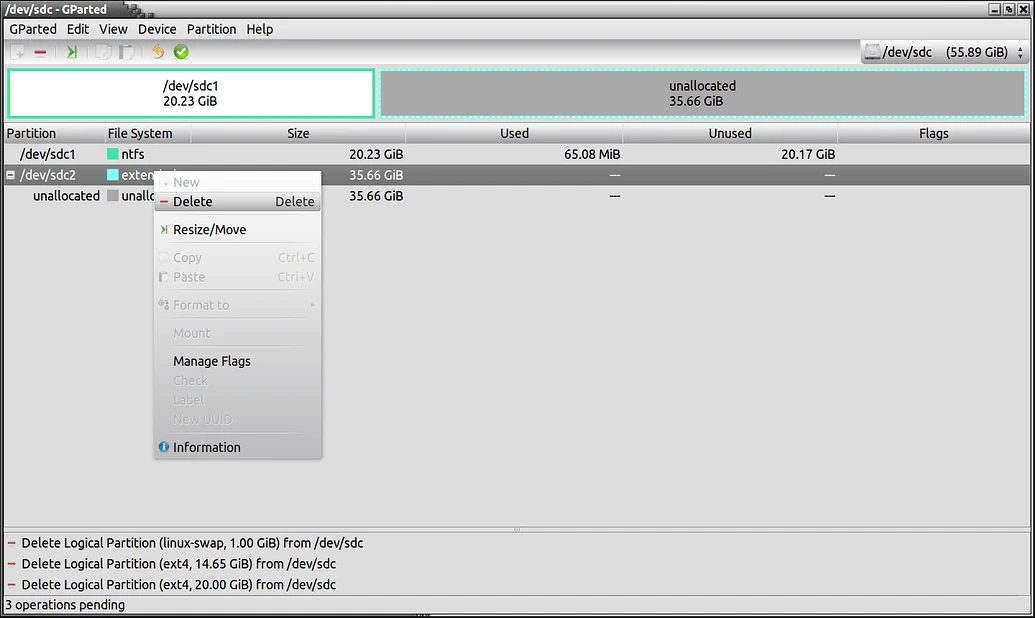 /dev/sdc - GParted
GParted Edit View Device Partition Help
/dev/sdc (55.89 GiB)
/dev/sdc1
20.23 GiB
unallocated
35.66 GiB
Partition File System Size Used Unused Flags
/dev/sdc1 ntfs 20.23 GiB 65.08 MiB 20.17 GiB
/dev/sdc2 35.66 GiB --- ---
unallocated 35.66 GiB --- ---
New
Delete Delete
Resize/Move
Copy Ctrl+C
Paste Ctrl+V
Format to
Mount
Manage Flags
Check
Label
New UUID
Information
Delete Logical Partition (linux-swap, 1.00 GiB) from /dev/sdc
Delete Logical Partition (ext4, 14.65 GiB) from /dev/sdc
Delete Logical Partition (ext4, 20.00 GiB) from /dev/sdc
3 operations pending